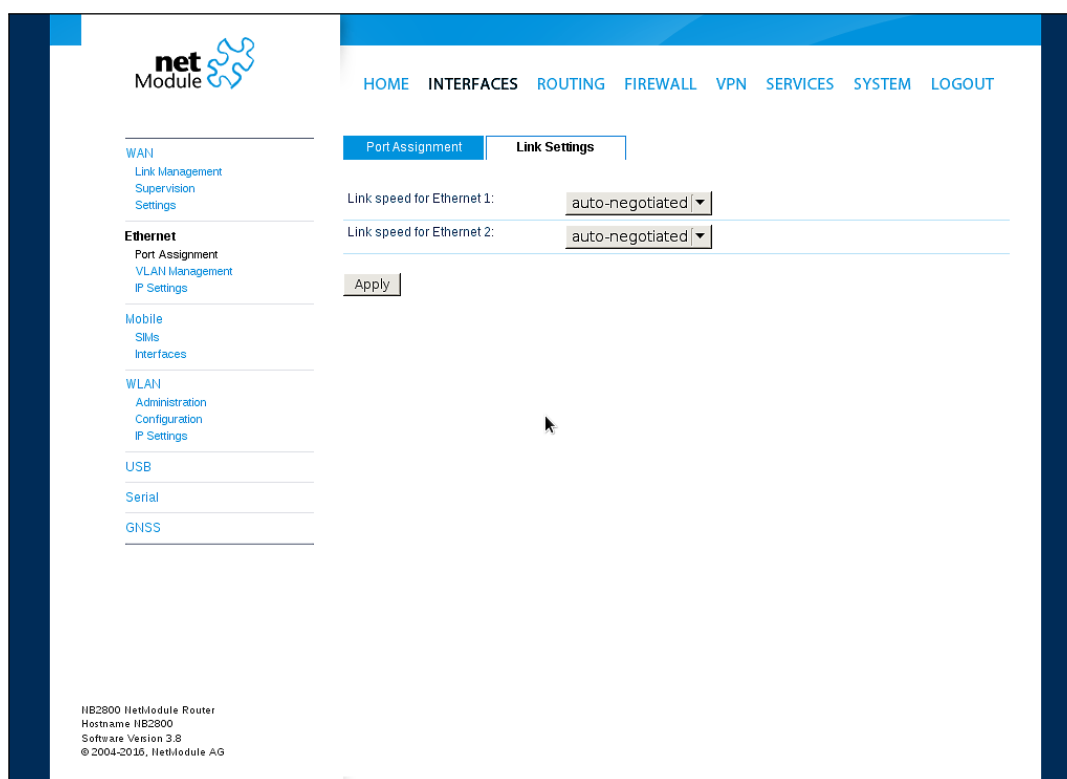 net
Module
HOME INTERFACES ROUTING FIREWALL VPN SERVICES SYSTEM LOGOUT
WAN
Link Management
Supervision
Settings
Ethernet
Port Assignment
VLAN Management
IP Settings
Mobile
SIMs
Interfaces
WLAN
Administration
Configuration
IP Settings
USB
Serial
GNSS
Port Assignment Link Settings
Link speed for Ethernet 1: auto-negotiated
Link speed for Ethernet 2: auto-negotiated
Apply
NB2800 NetModule Router
Hostname NB2800
Software Version 3.8
© 2004-2016, NetModule AG